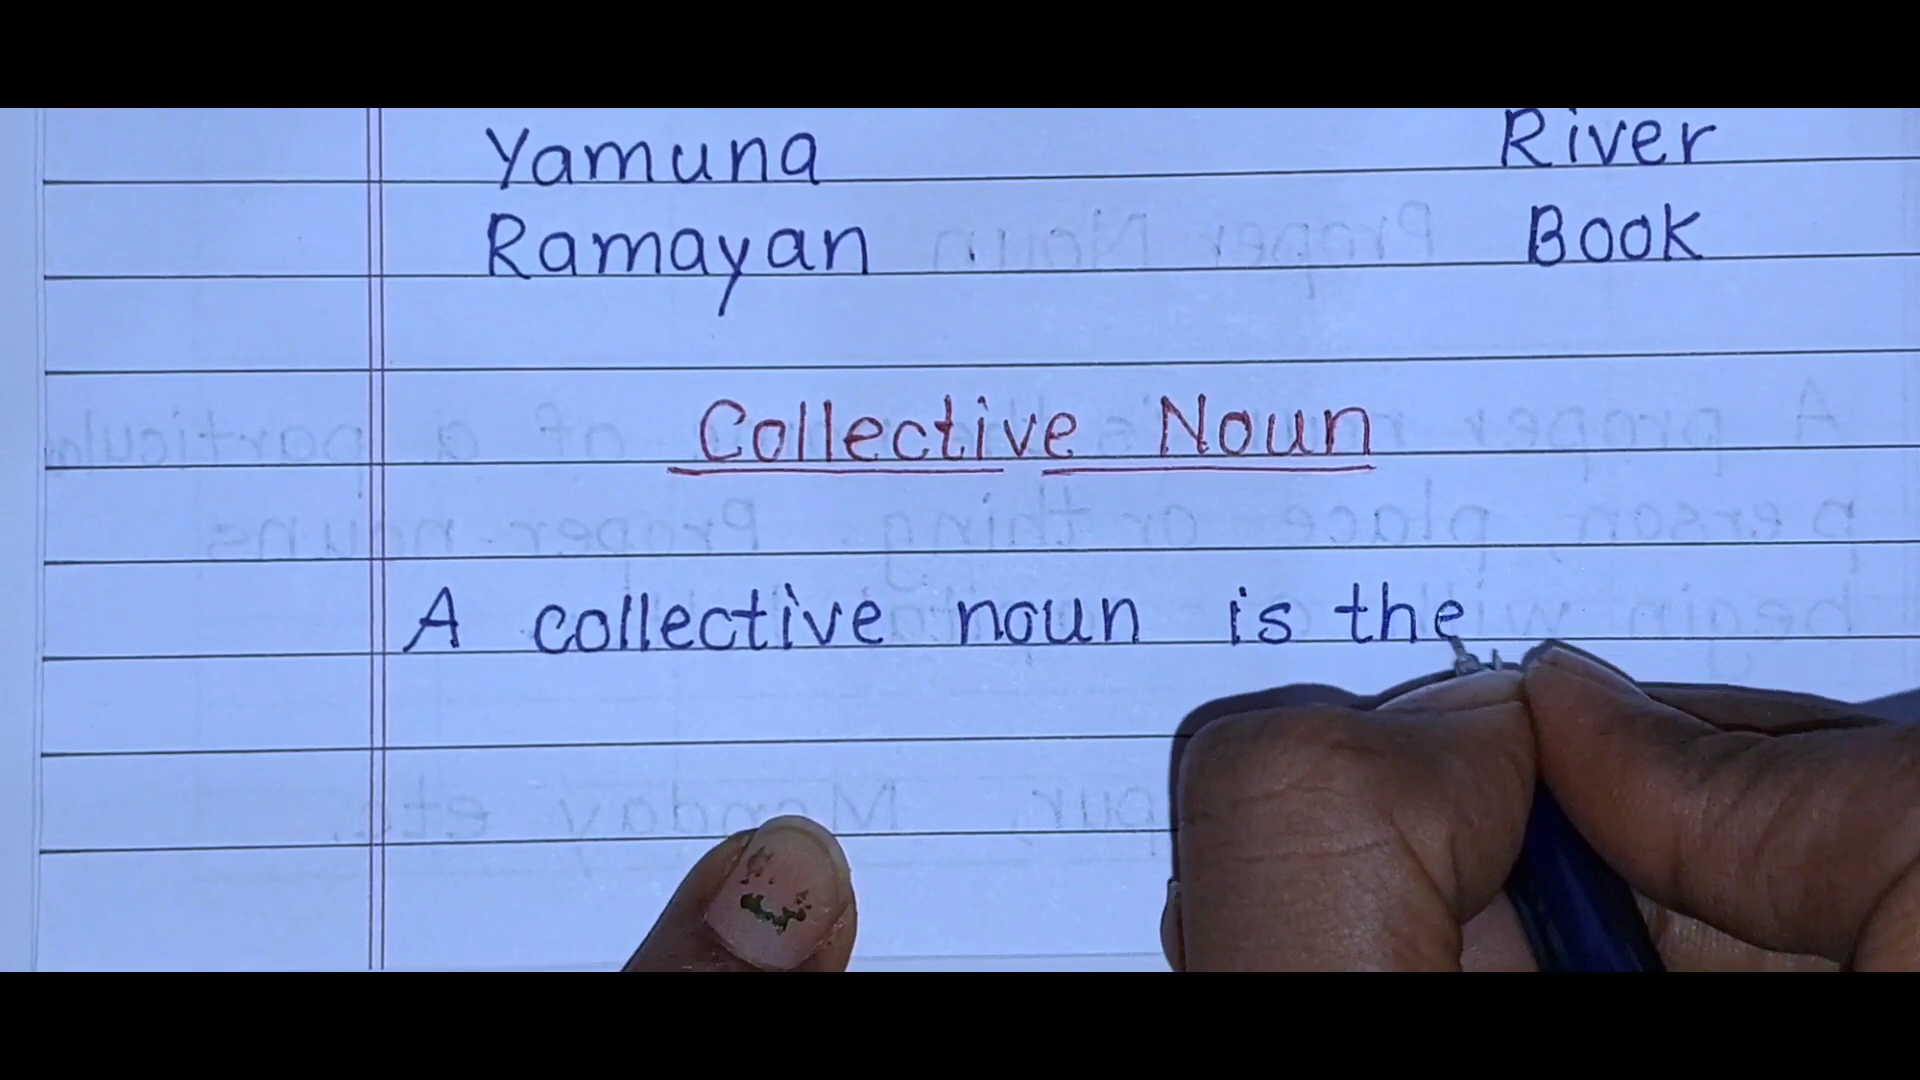 Yamuna River
Ramayan Book
Collective Noun
A collective noun is the